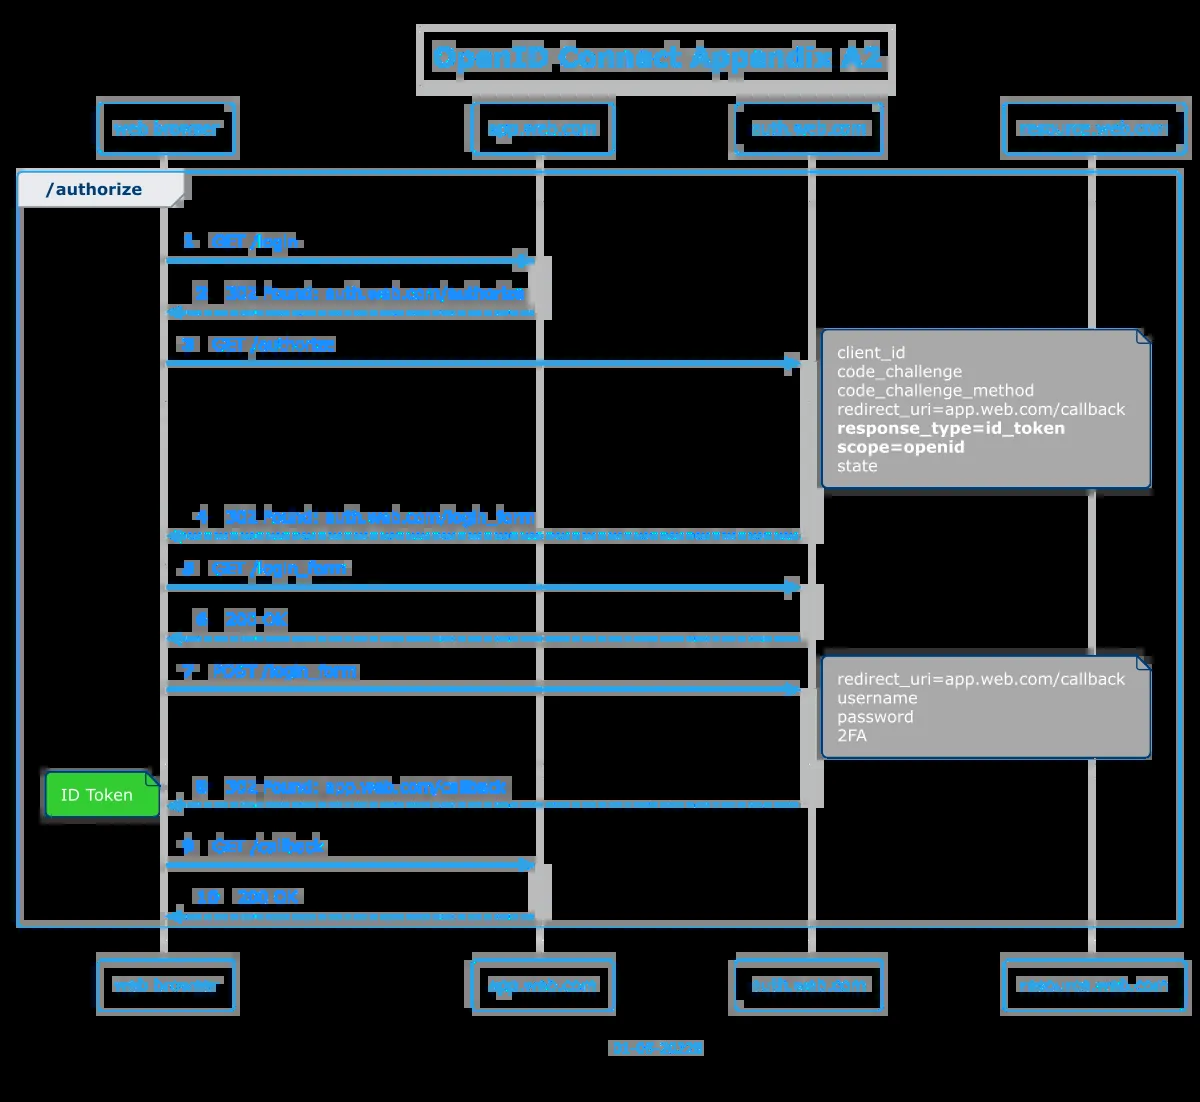 OpenID Connect Appendix A2
web browser
app.web.com
auth.web.com
resource.web.com
/authorize
1 GET /login
2 302 Found: auth.web.com/authorize
3 GET /authorize
client_id
code_challenge
code_challenge_method
redirect_uri=app.web.com/callback
response_type=id_token
scope=openid
state
4 302 Found: auth.web.com/login_form
5 GET /login_form
6 200 OK
7 POST /login_form
redirect_uri=app.web.com/callback
username
password
2FA
ID Token
8 302 Found: app.web.com/callback
9 GET /callback
10 200 OK
web browser
app.web.com
auth.web.com
resource.web.com